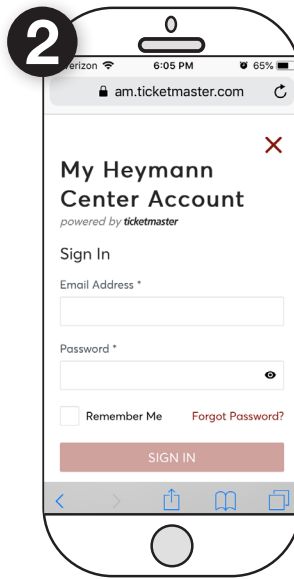 2
verizon 6:05 PM 65%
am.ticketmaster.com
My Heymann
Center Account
powered by ticketmaster
Sign In
Email Address *
Password *
Remember Me Forgot Password?
SIGN IN